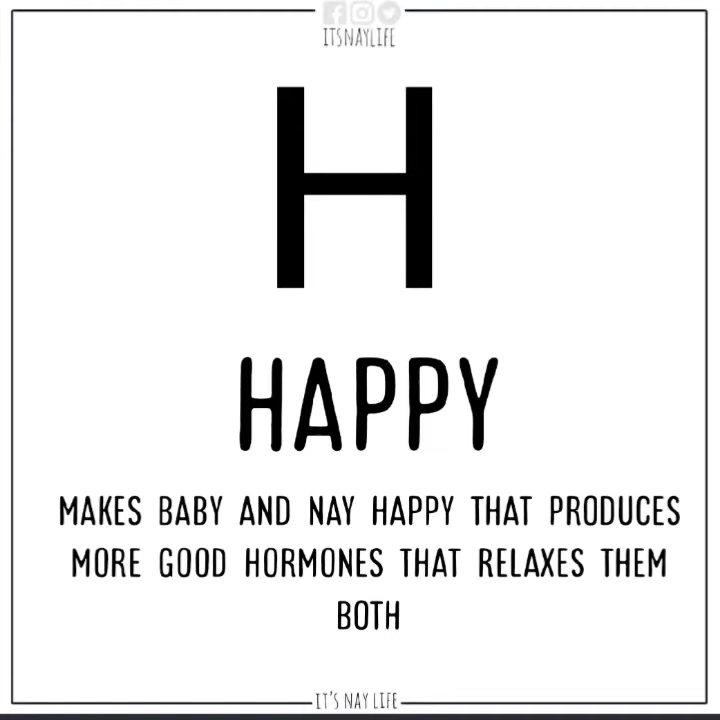 ITSNAYLIFE
H
HAPPY
MAKES BABY AND NAY HAPPY THAT PRODUCES
MORE GOOD HORMONES THAT RELAXES THEM
BOTH
IT'S NAY LIFE